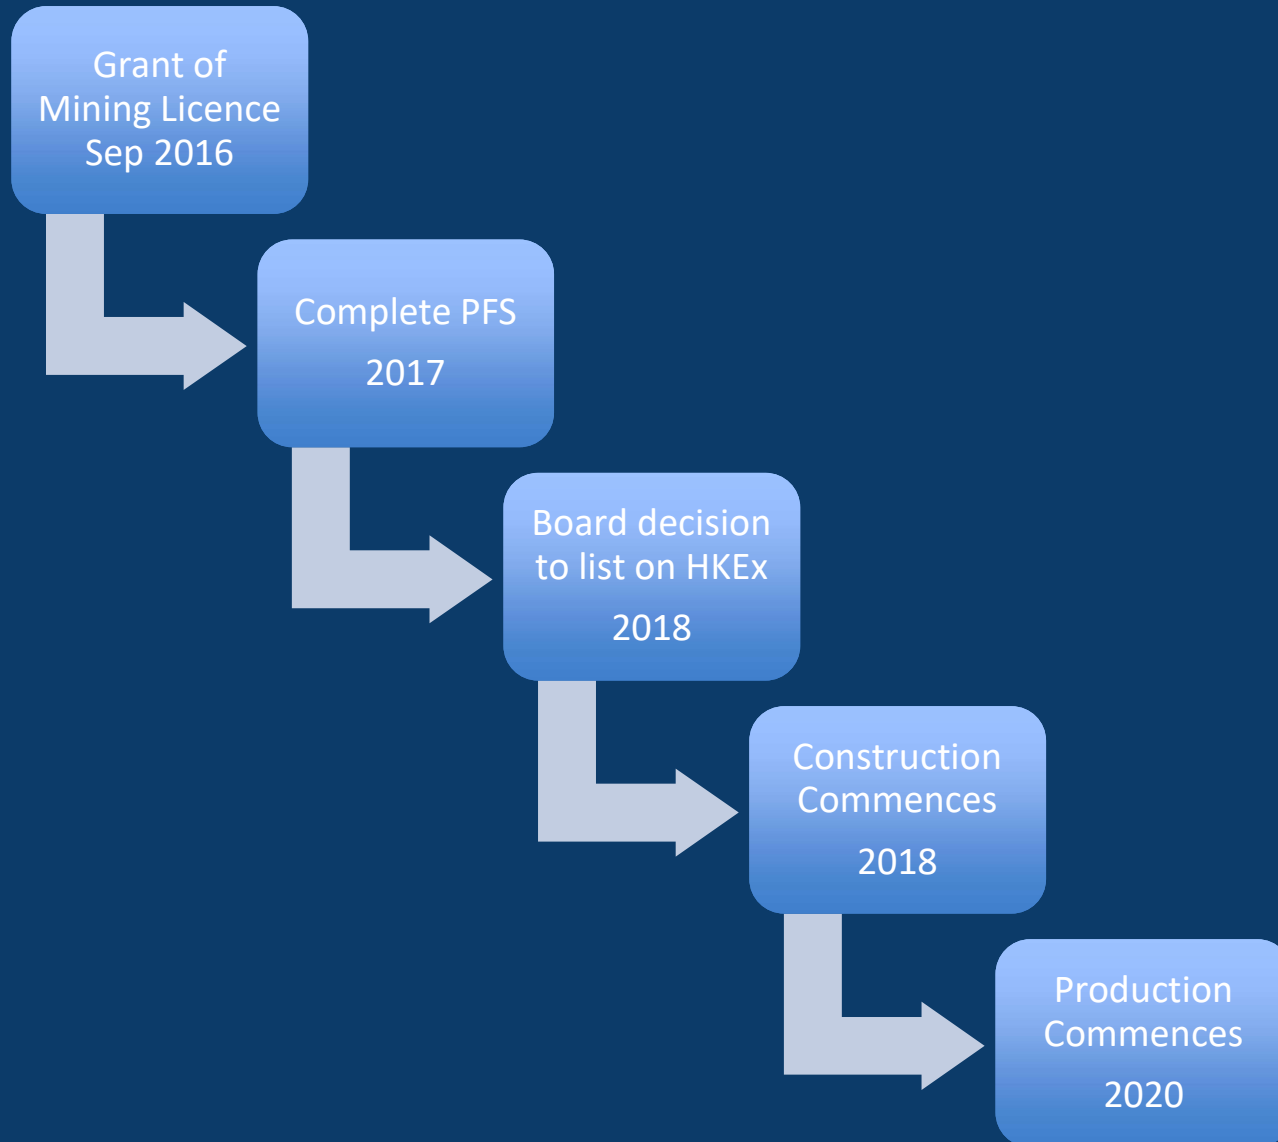 Grant of
Mining Licence
Sep 2016
Complete PFS
2017
Board decision
to list on HKEx
2018
Construction
Commences
2018
Production
Commences
2020